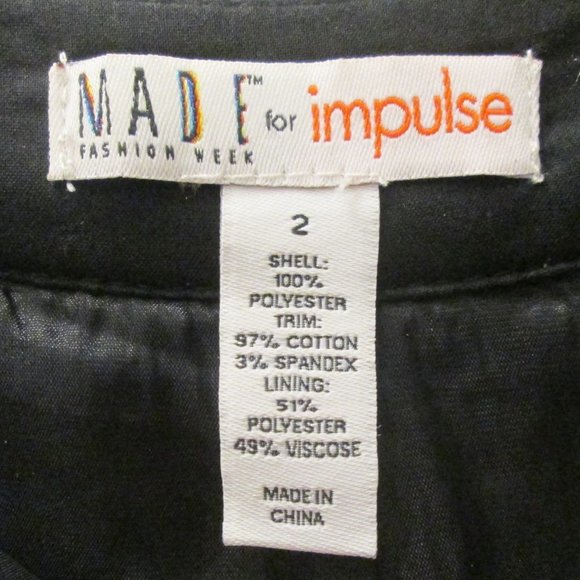 MADE™ for impulse
FASHION WEEK
2
SHELL:
100%
POLYESTER
TRIM:
97% COTTON
3% SPANDEX
LINING:
51%
POLYESTER
49% VISCOSE
MADE IN
CHINA